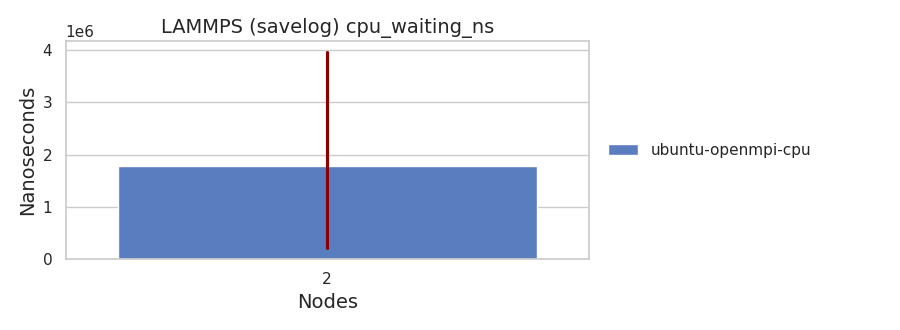 LAMMPS (savelog) cpu_waiting_ns
1e6
4
3
2
1
0
Nanoseconds
2
Nodes
ubuntu-openmpi-cpu